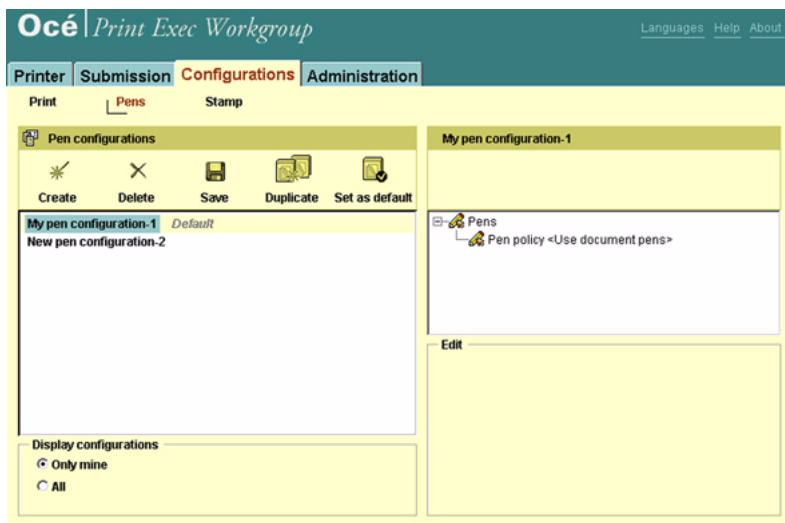 Océ Print Exec Workgroup
Languages Help About
Printer Submission Configurations Administration
Print Pens Stamp
Pen configurations
Create Delete Save Duplicate Set as default
My pen configuration-1 Default
New pen configuration-2
Display configurations
Only mine
All
My pen configuration-1
Pens
Pen policy <Use document pens>
Edit